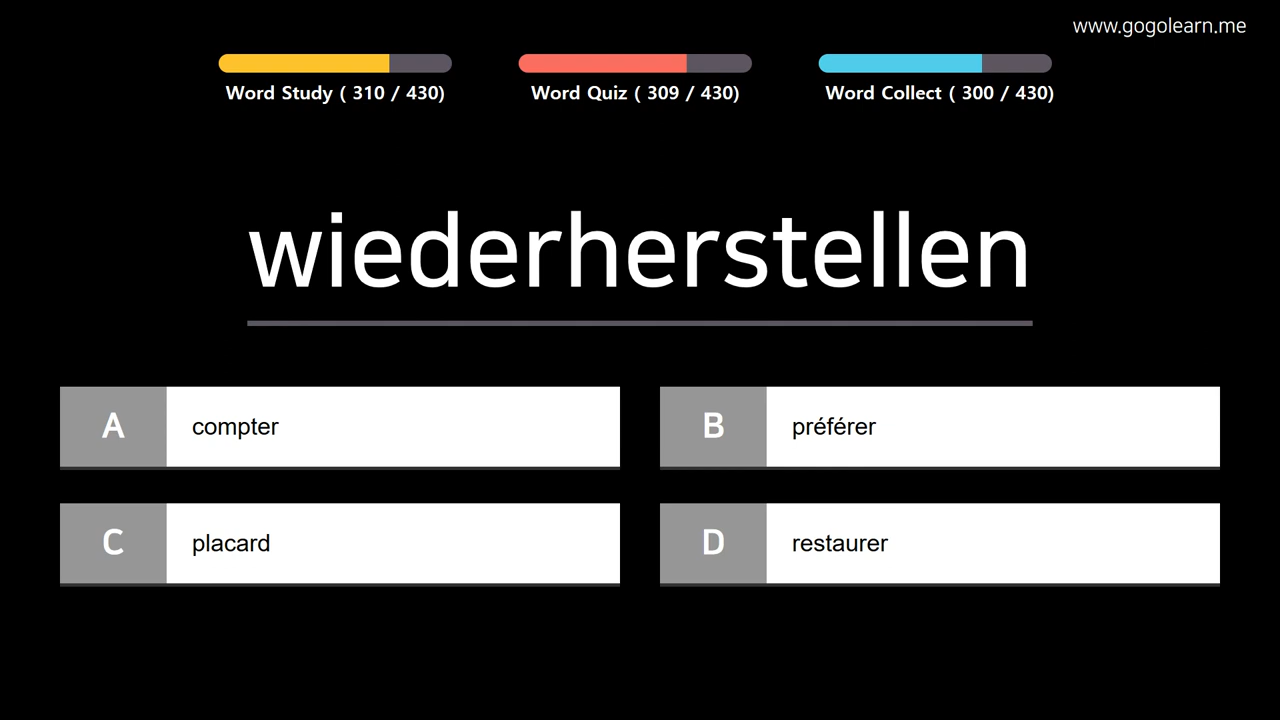 www.gogolearn.me
Word Study ( 310 / 430)
Word Quiz ( 309 / 430)
Word Collect ( 300 / 430)
wiederherstellen
A compter
B préférer
C placard
D restaurer